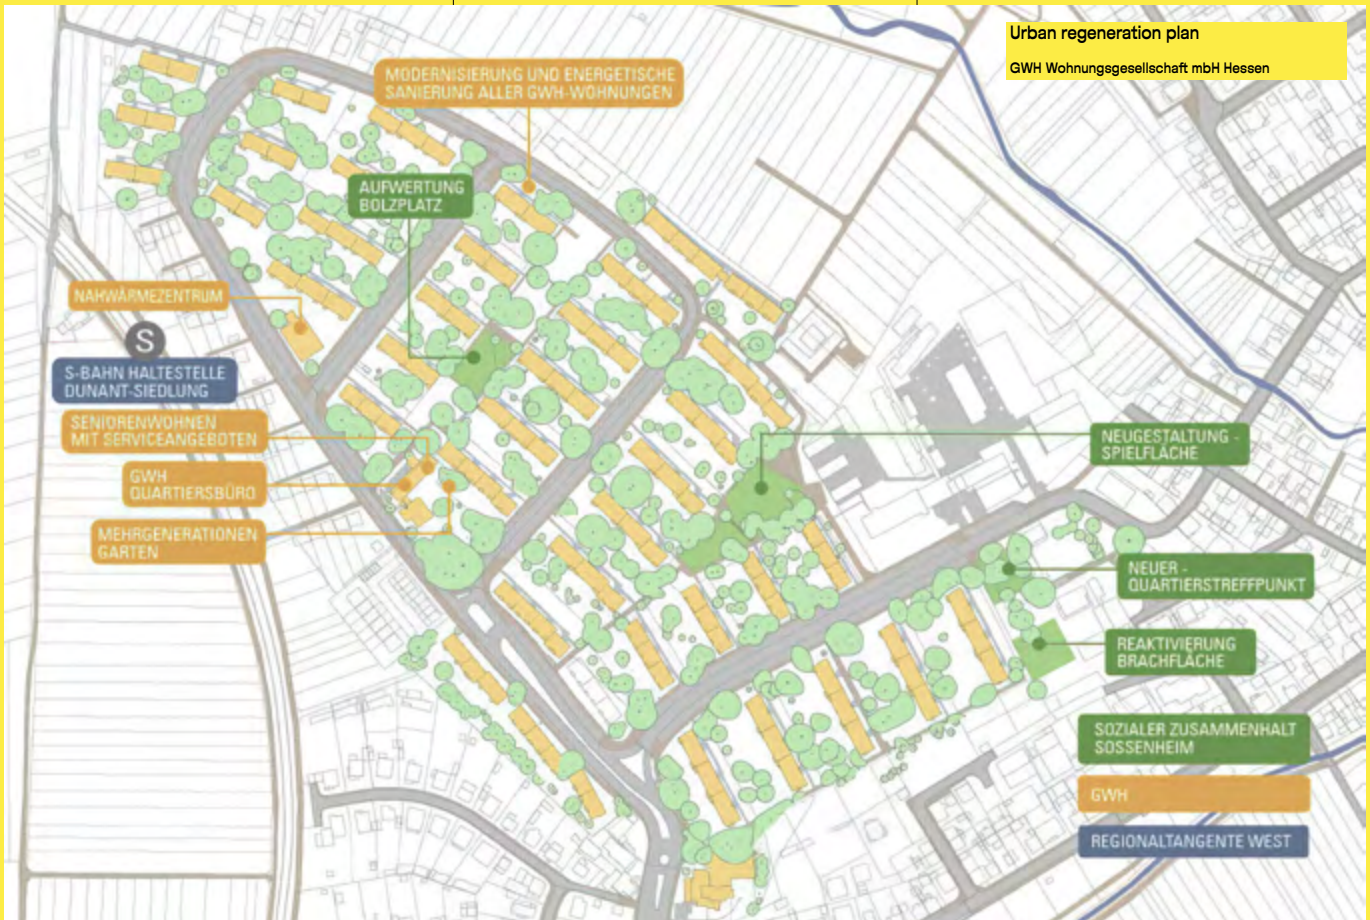 Urban regeneration plan
GWH Wohnungsgesellschaft mbH Hessen
MODERNISIERUNG UND ENERGETISCHE
SANIERUNG ALLER GWH-WOHNUNGEN
AUFWERTUNG
BOLZPLATZ
NAHWÄRMEZENTRUM
S
S-BAHN HALTESTELLE
DUNANT-SIEDLUNG
SENIORENWOHNEN
MIT SERVICEANGEBOTEN
GWH
QUARTIERSBÜRO
MEHRGENERATIONEN
GARTEN
NEUGESTALTUNG -
SPIELFLÄCHE
NEUER -
QUARTIERSTREFFPUNKT
REAKTIVIERUNG
BRACHFLÄCHE
SOZIALER ZUSAMMENHALT
SOSSENHEIM
GWH
REGIONALTANGENTE WEST